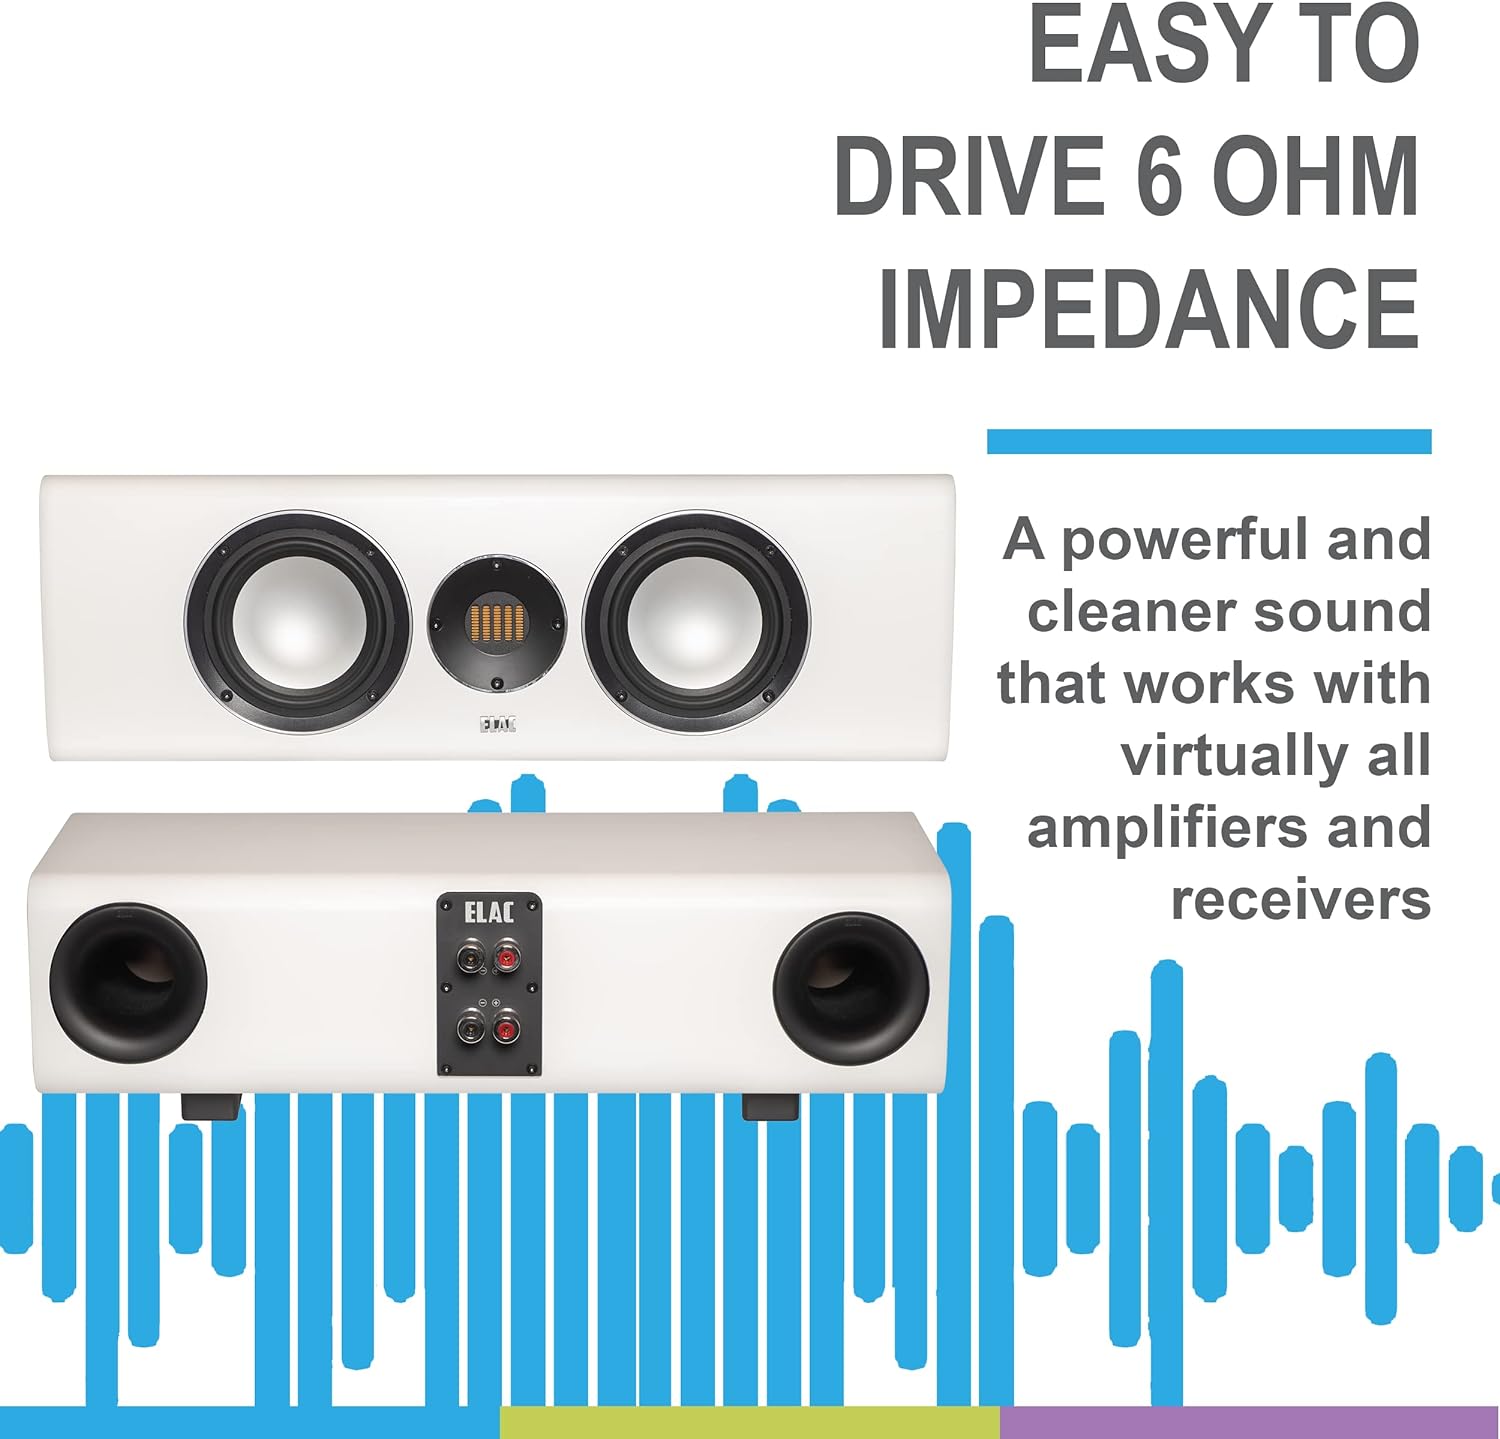 EASY TO
DRIVE 6 OHM
IMPEDANCE
A powerful and
cleaner sound
that works with
virtually all
amplifiers and
receivers
ELAC
ELAC